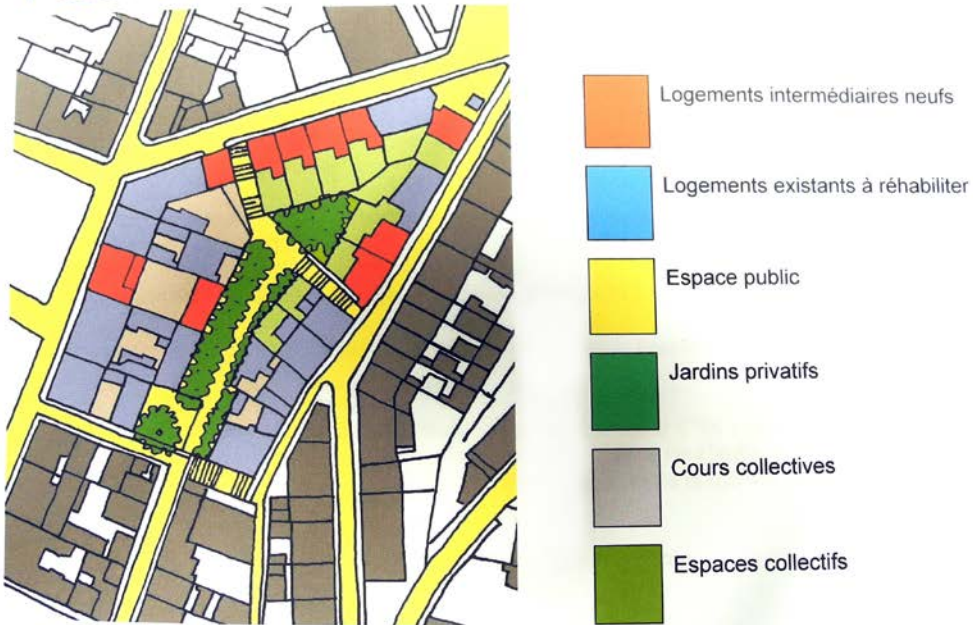 Logements intermédiaires neufs
Logements existants à réhabiliter
Espace public
Jardins privatifs
Cours collectives
Espaces collectifs